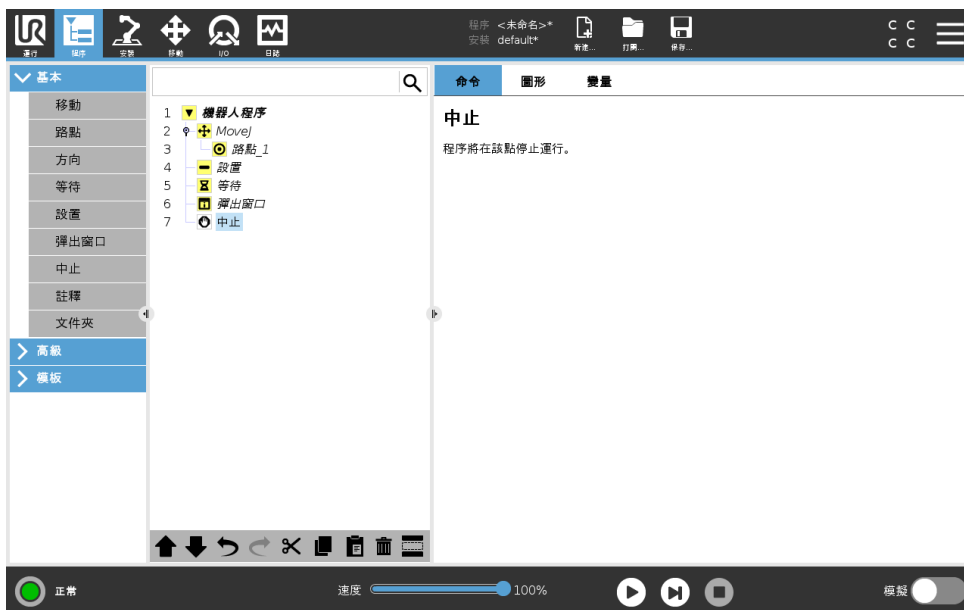 程序 <未命名>*
安裝 default*
運行 程序 安裝 移動 I/O 日誌
新建... 打開... 保存...
C C
C C
基本
移動
路點
方向
等待
設置
彈出窗口
中止
註釋
文件夾
高級
模板
1 機器人程序
2 MoveJ
3 路點_1
4 設置
5 等待
6 彈出窗口
7 中止
命令 圖形 變量
中止
程序將在該點停止運行。
正常
速度 100%
模擬